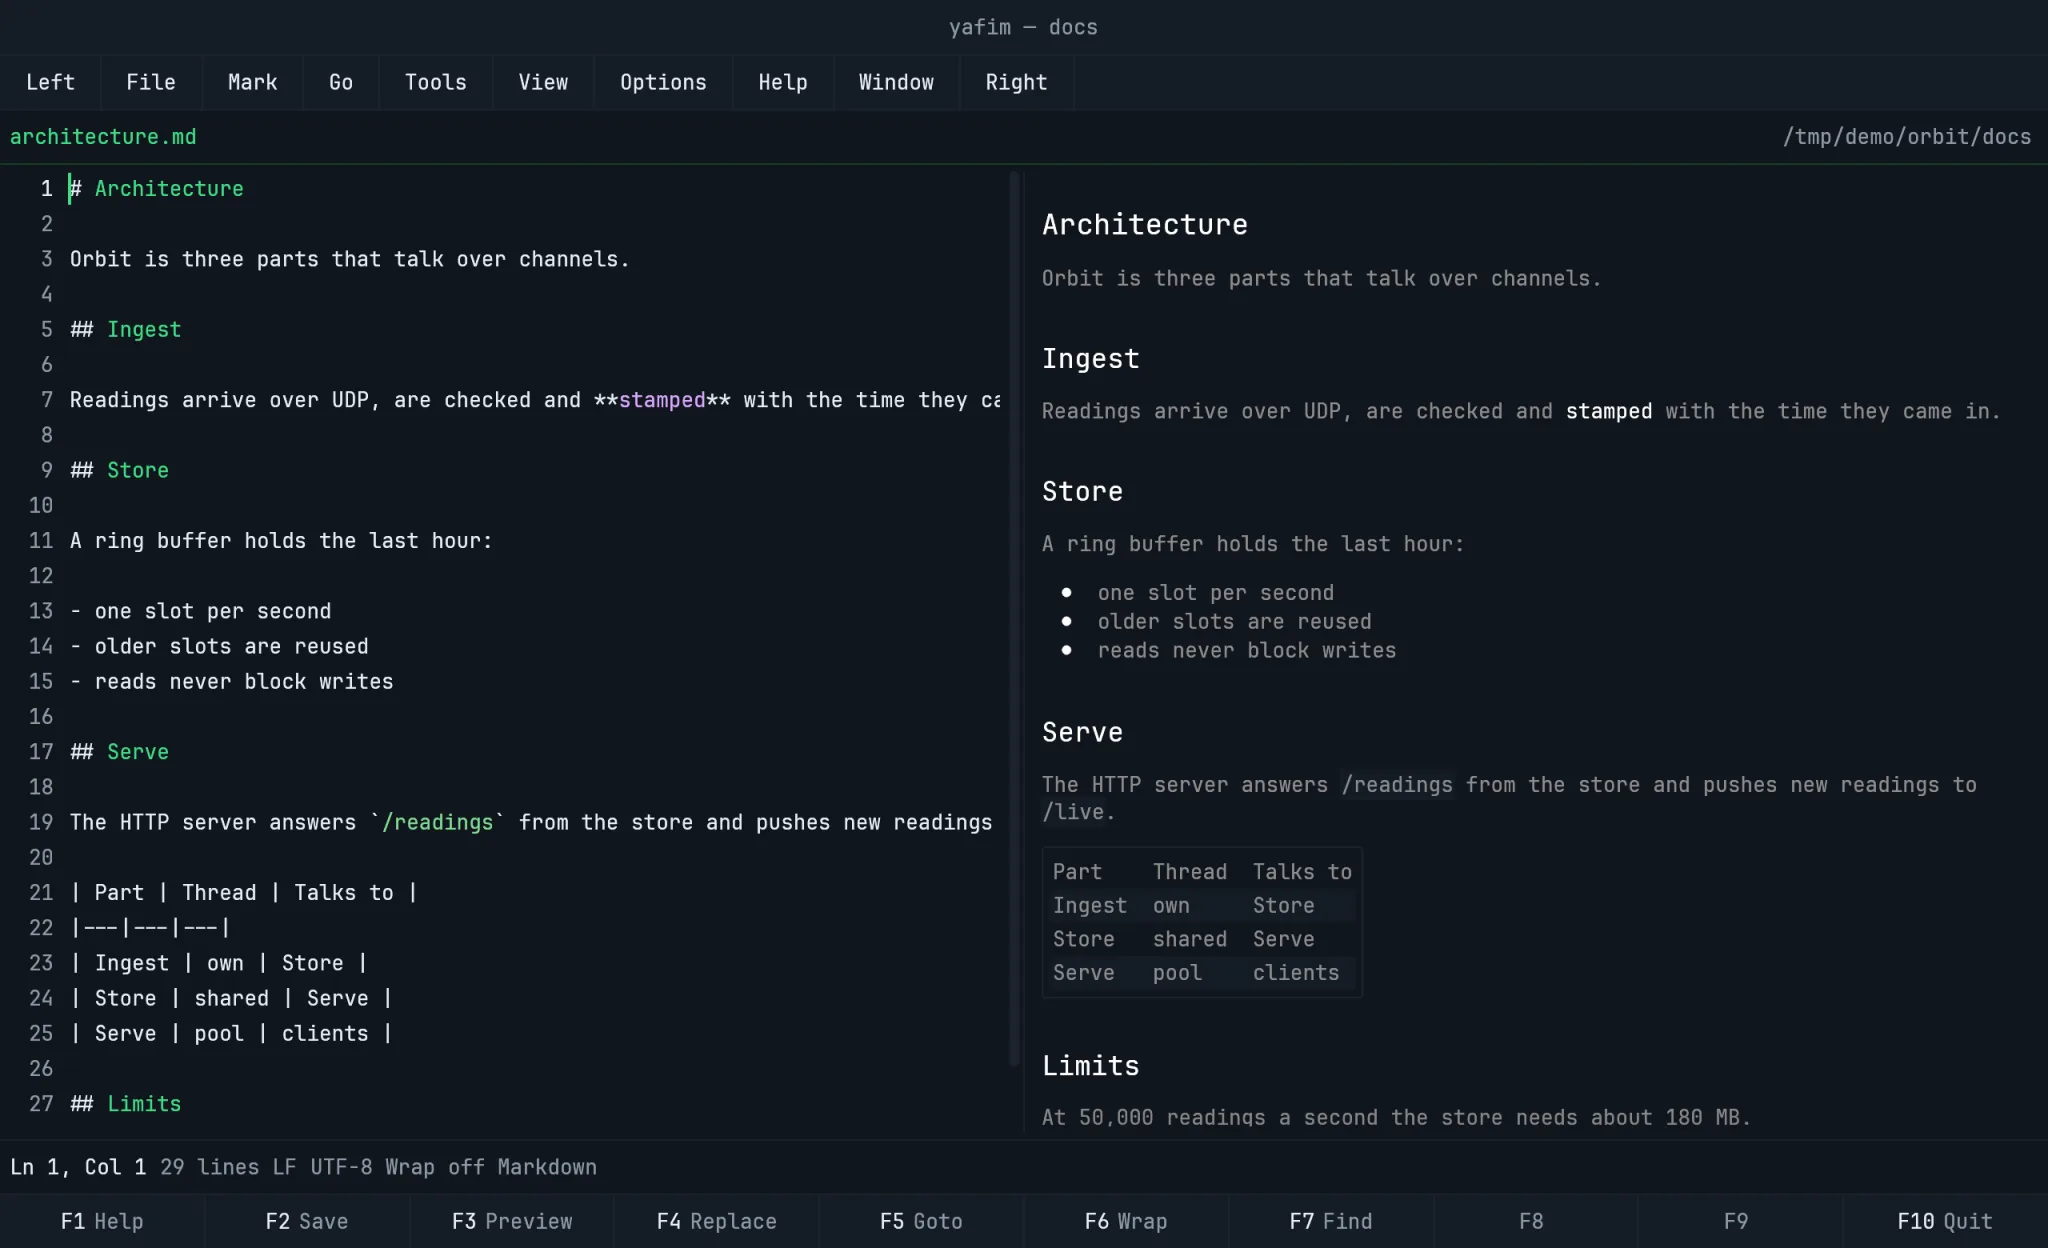 yafim — docs
Left File Mark Go Tools View Options Help Window Right
architecture.md /tmp/demo/orbit/docs
1 # Architecture
2
3 Orbit is three parts that talk over channels.
4
5 ## Ingest
6
7 Readings arrive over UDP, are checked and **stamped** with the time they ca
8
9 ## Store
10
11 A ring buffer holds the last hour:
12
13 - one slot per second
14 - older slots are reused
15 - reads never block writes
16
17 ## Serve
18
19 The HTTP server answers `/readings` from the store and pushes new readings
20
21 | Part | Thread | Talks to |
22 |---|---|---|
23 | Ingest | own | Store |
24 | Store | shared | Serve |
25 | Serve | pool | clients |
26
27 ## Limits
Architecture
Orbit is three parts that talk over channels.
Ingest
Readings arrive over UDP, are checked and stamped with the time they came in.
Store
A ring buffer holds the last hour:
● one slot per second
● older slots are reused
● reads never block writes
Serve
The HTTP server answers /readings from the store and pushes new readings to
/live.
Part Thread Talks to
Ingest own Store
Store shared Serve
Serve pool clients
Limits
At 50,000 readings a second the store needs about 180 MB.
Ln 1, Col 1 29 lines LF UTF-8 Wrap off Markdown
F1 Help F2 Save F3 Preview F4 Replace F5 Goto F6 Wrap F7 Find F8 F9 F10 Quit